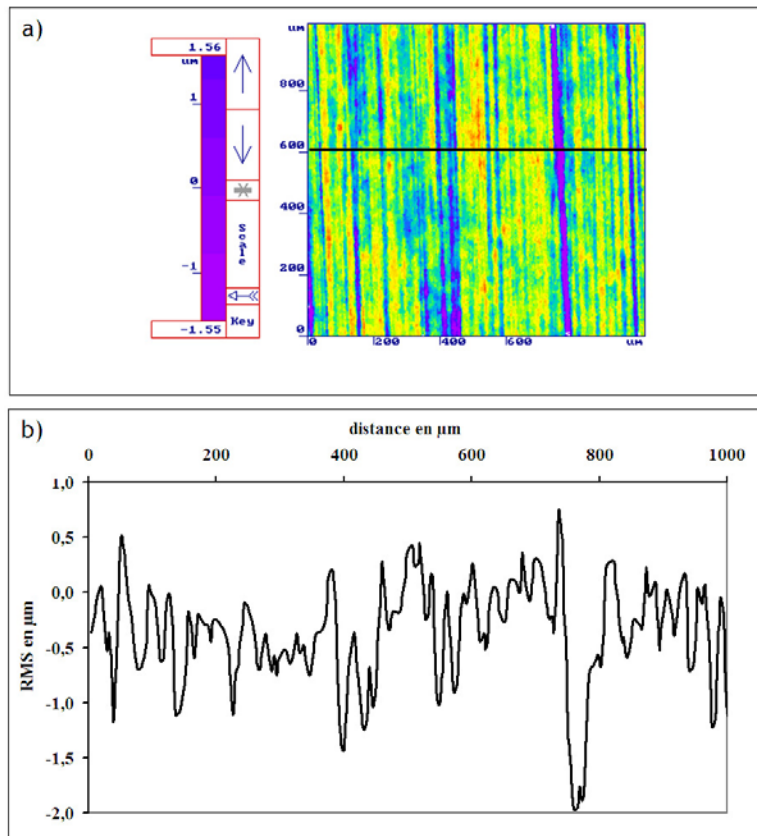 a)
1.56
um
1
0
-1
-1.55
Scale
Key
um
800
600
400
200
0
0 200 400 600 um
b)
distance en µm
0 200 400 600 800 1000
RMS en µm
1,0
0,5
0,0
-0,5
-1,0
-1,5
-2,0